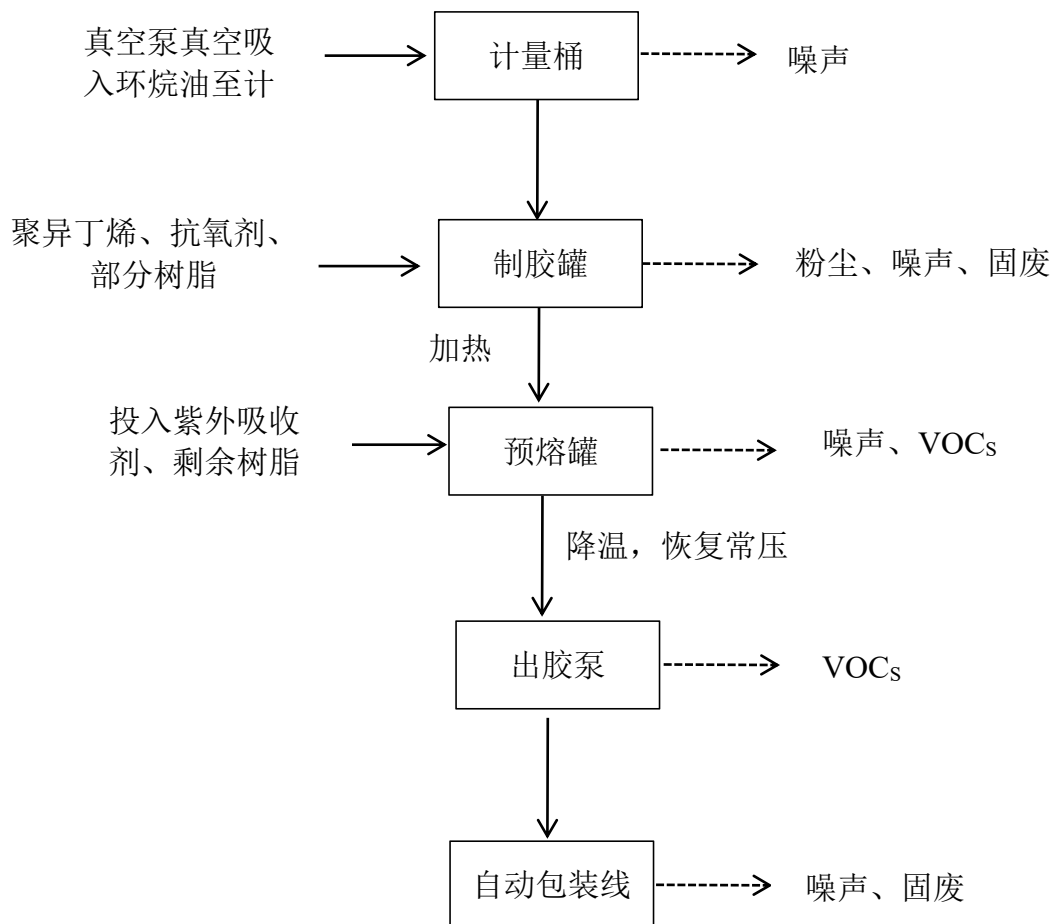 真空泵真空吸
入环烷油至计
计量桶
噪声
聚异丁烯、抗氧剂、
部分树脂
制胶罐
粉尘、噪声、固废
加热
投入紫外吸收
剂、剩余树脂
预熔罐
噪声、VOCs
降温，恢复常压
出胶泵
VOCs
自动包装线
噪声、固废